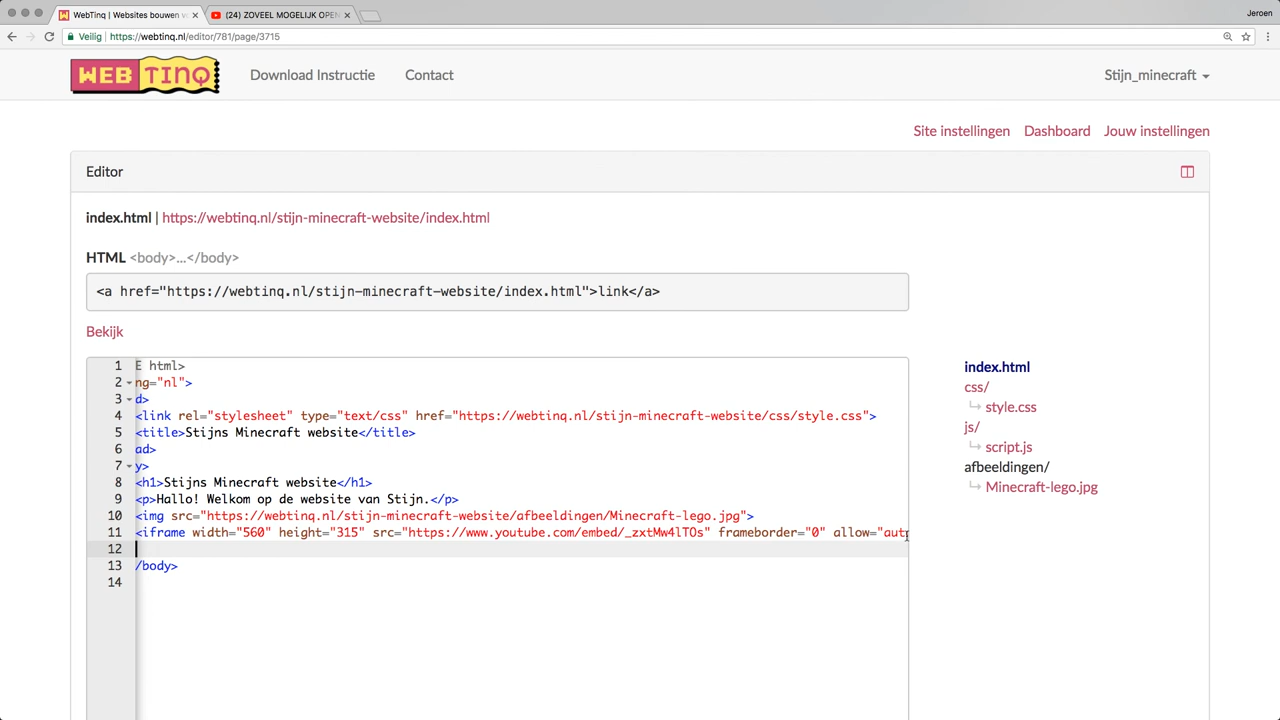 WebTinq | Websites bouwen v
(24) ZOVEEL MOGELIJK OPEN
Jeroen
Veilig | https://webtinq.nl/editor/781/page/3715
WEB TINQ
Download Instructie
Contact
Stijn_minecraft
Site instellingen
Dashboard
Jouw instellingen
Editor
index.html | https://webtinq.nl/stijn-minecraft-website/index.html
HTML <body>...</body>
<a href="https://webtinq.nl/stijn-minecraft-website/index.html">link</a>
Bekijk
1 E html>
2 ng="nl">
3 d>
4 <link rel="stylesheet" type="text/css" href="https://webtinq.nl/stijn-minecraft-website/css/style.css">
5 <title>Stijns Minecraft website</title>
6 ad>
7 y>
8 <h1>Stijns Minecraft website</h1>
9 <p>Hallo! Welkom op de website van Stijn.</p>
10 <img src="https://webtinq.nl/stijn-minecraft-website/afbeeldingen/Minecraft-lego.jpg">
11 <iframe width="560" height="315" src="https://www.youtube.com/embed/_zxtMw4lTOs" frameborder="0" allow="aut
12
13 /body>
14
index.html
css/
style.css
js/
script.js
afbeeldingen/
Minecraft-lego.jpg